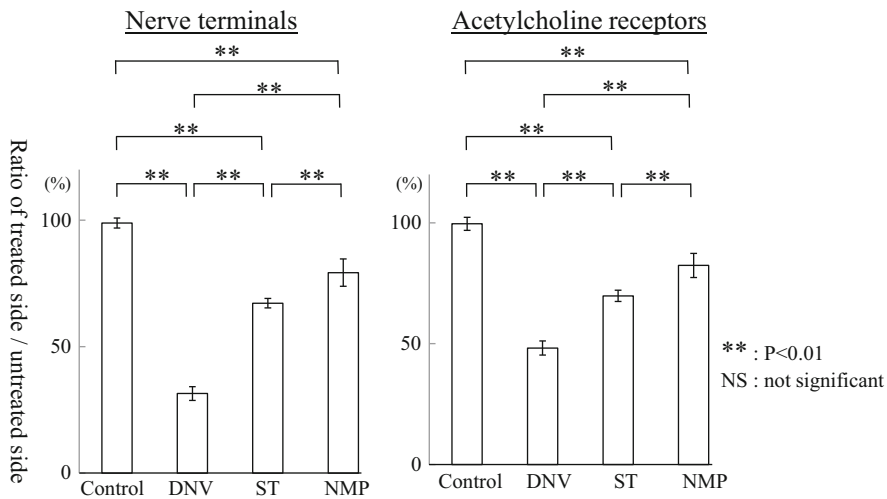 Nerve terminals
**
**
**
** ** **
Ratio of treated side / untreated side
(%)
100
50
0
Control DNV ST NMP
Acetylcholine receptors
**
**
**
** ** **
(%)
100
50
0
Control DNV ST NMP
** : P<0.01
NS : not significant